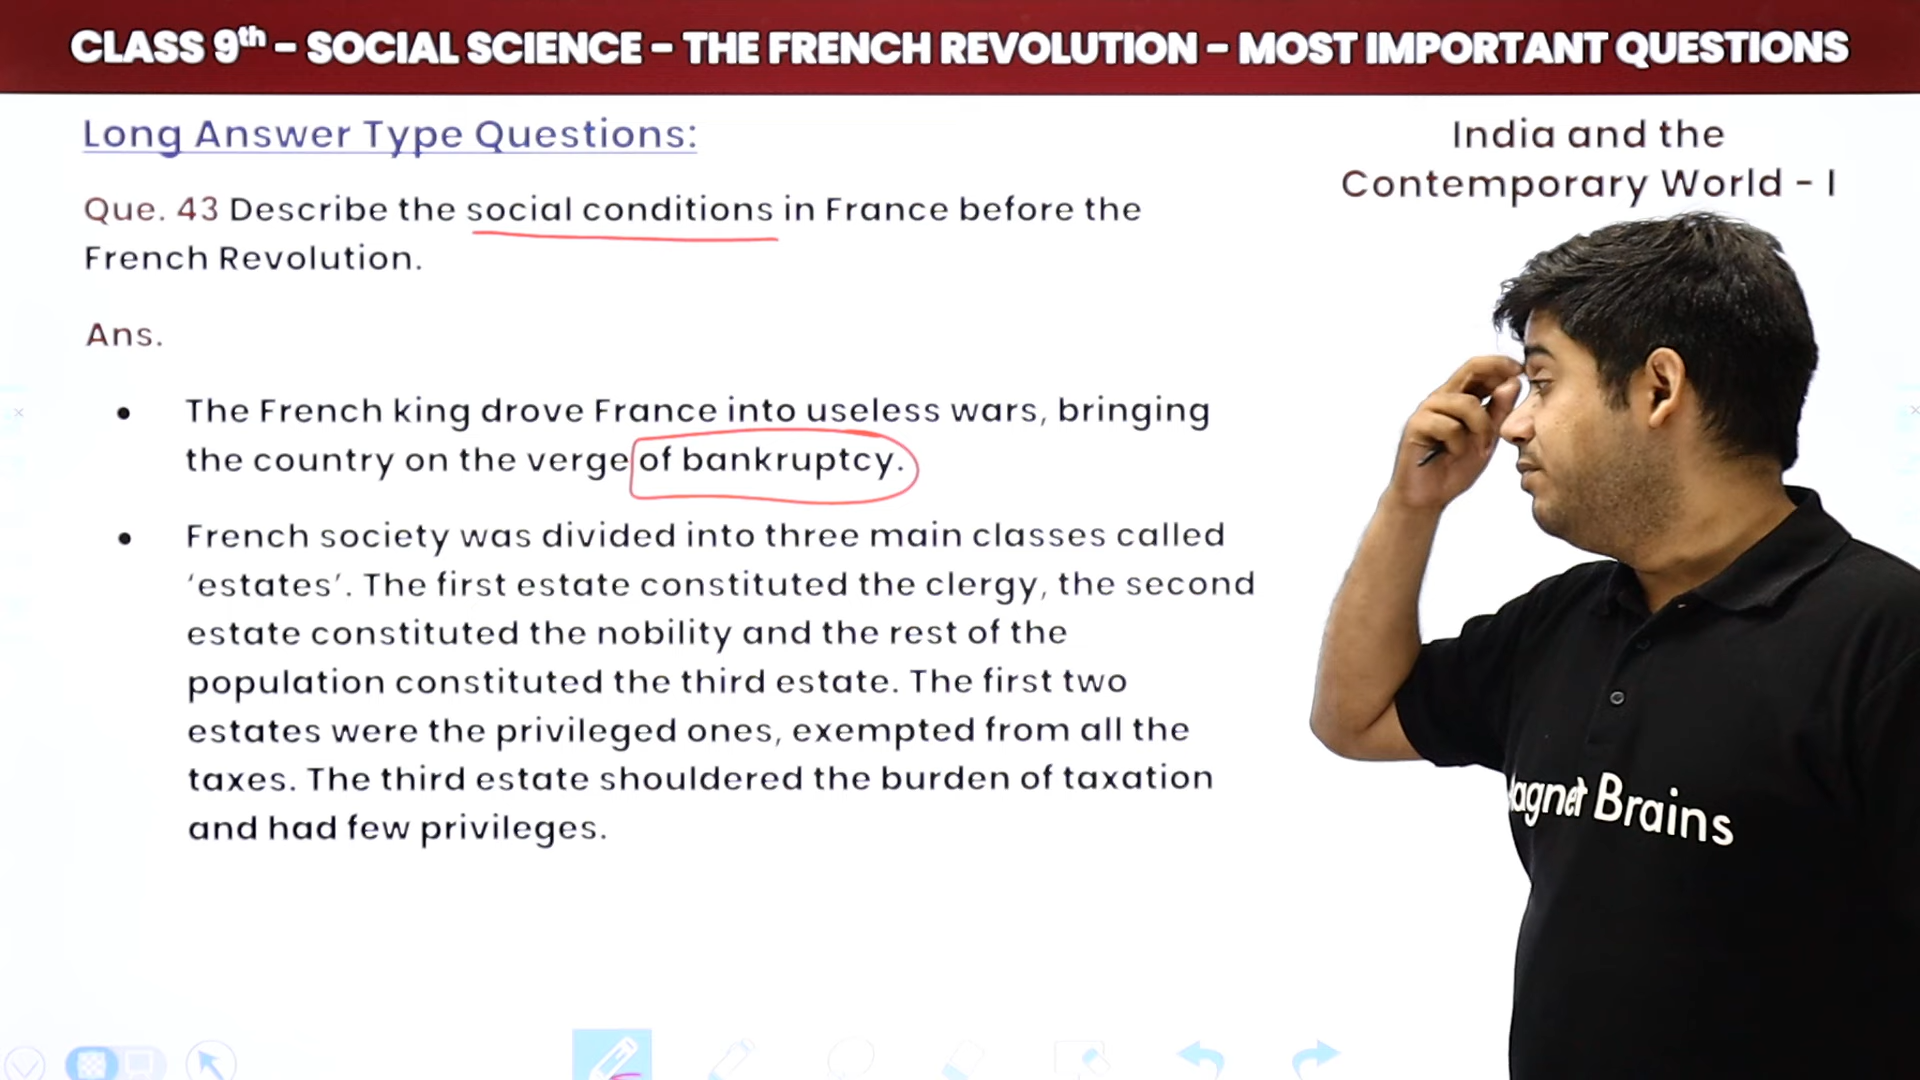 CLASS 9th – SOCIAL SCIENCE – THE FRENCH REVOLUTION – MOST IMPORTANT QUESTIONS
Long Answer Type Questions:
India and the
Contemporary World - I
Que. 43 Describe the social conditions in France before the
French Revolution.
Ans.
• The French king drove France into useless wars, bringing
the country on the verge of bankruptcy.
• French society was divided into three main classes called
‘estates’. The first estate constituted the clergy, the second
estate constituted the nobility and the rest of the
population constituted the third estate. The first two
estates were the privileged ones, exempted from all the
taxes. The third estate shouldered the burden of taxation
and had few privileges.
agnet Brains